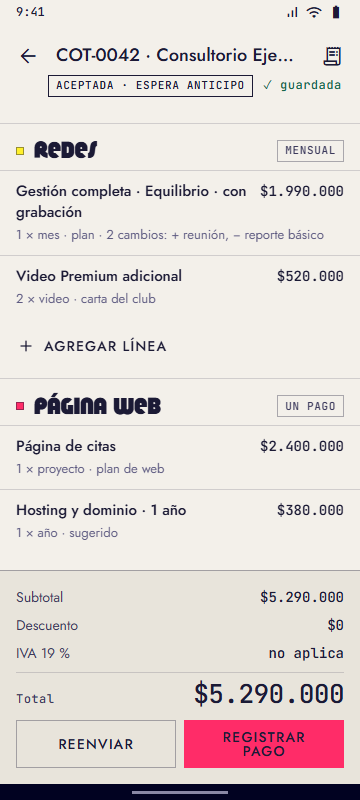 9:41
COT-0042 · Consultorio Eje...
ACEPTADA · ESPERA ANTICIPO
✓ guardada
Redes
MENSUAL
Gestión completa · Equilibrio · con
grabación
$1.990.000
1 × mes · plan · 2 cambios: + reunión, − reporte básico
Video Premium adicional
$520.000
2 × video · carta del club
+ AGREGAR LÍNEA
PÁGINA WEB
UN PAGO
Página de citas
$2.400.000
1 × proyecto · plan de web
Hosting y dominio · 1 año
$380.000
1 × año · sugerido
Subtotal
$5.290.000
Descuento
$0
IVA 19 %
no aplica
Total
$5.290.000
REENVIAR
REGISTRAR
PAGO